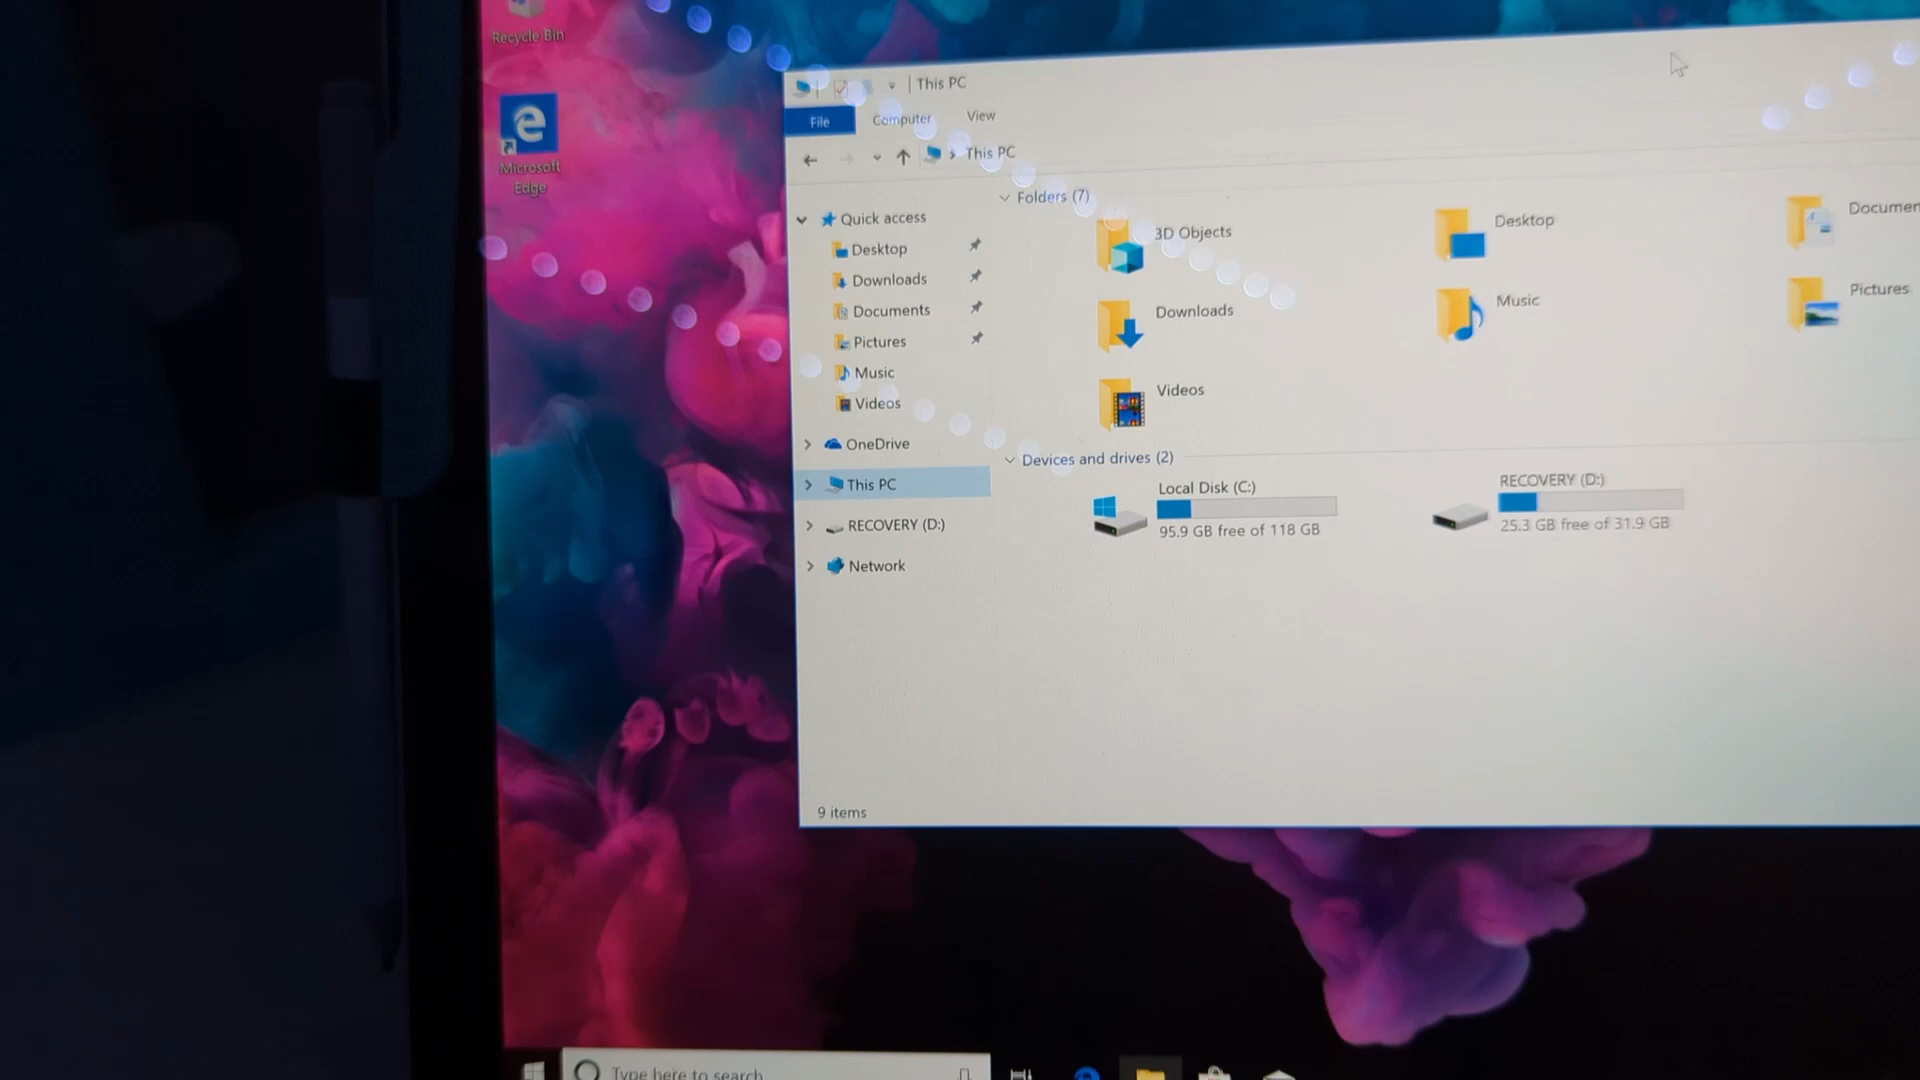 Recycle Bin
Microsoft
Edge
This PC
File
Computer
View
This PC
Quick access
Desktop
Downloads
Documents
Pictures
Music
Videos
OneDrive
This PC
RECOVERY (D:)
Network
Folders (7)
3D Objects
Desktop
Documen
Downloads
Music
Pictures
Videos
Devices and drives (2)
Local Disk (C:)
95.9 GB free of 118 GB
RECOVERY (D:)
25.3 GB free of 31.9 GB
9 items
Type here to search